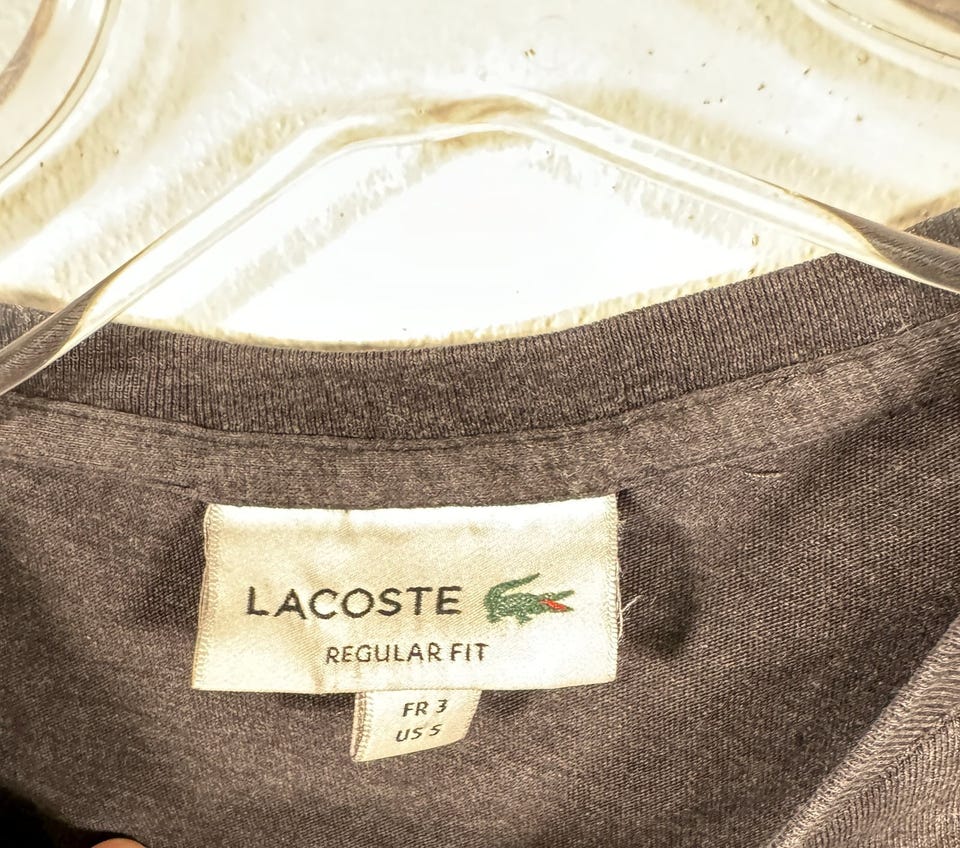 LACOSTE
REGULAR FIT
FR 3
US S